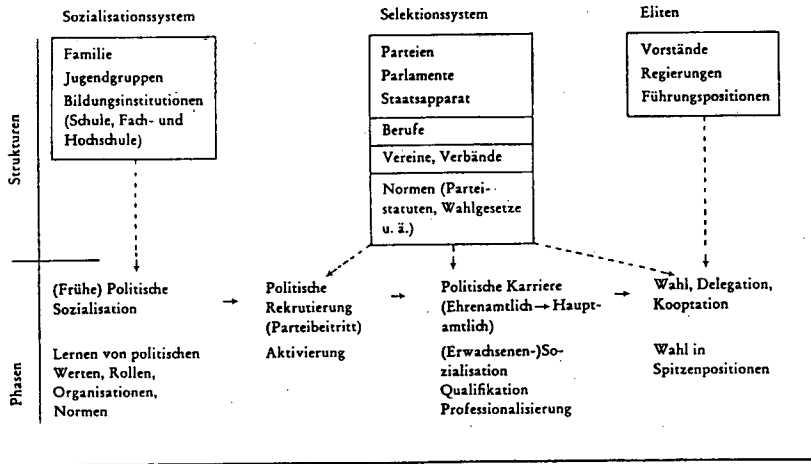 Sozialisationssystem
Selektionssystem
Eliten
Strukturen
Familie
Jugendgruppen
Bildungsinstitutionen
(Schule, Fach- und
Hochschule)
Parteien
Parlamente
Staatsapparat
Berufe
Vereine, Verbände
Normen (Partei-
statuten, Wahlgesetze
u. ä.)
Vorstände
Regierungen
Führungspositionen
Phasen
(Frühe) Politische
Sozialisation
Lernen von politischen
Werten, Rollen,
Organisationen,
Normen
Politische
Rekrutierung
(Parteibeitritt)
Aktivierung
Politische Karriere
(Ehrenamtlich → Haupt-
amtlich)
(Erwachsenen-)So-
zialisation
Qualifikation
Professionalisierung
Wahl, Delegation,
Kooptation
Wahl in
Spitzenpositionen